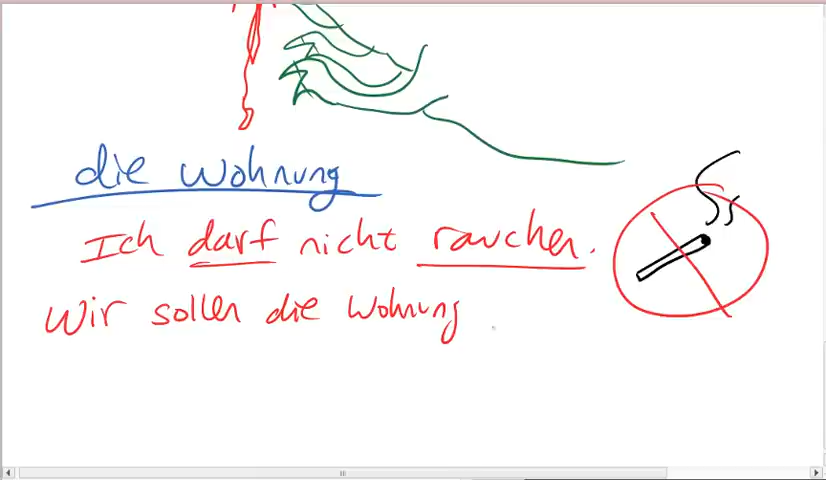 die Wohnung
Ich darf nicht rauchen.
Wir sollen die Wohnung